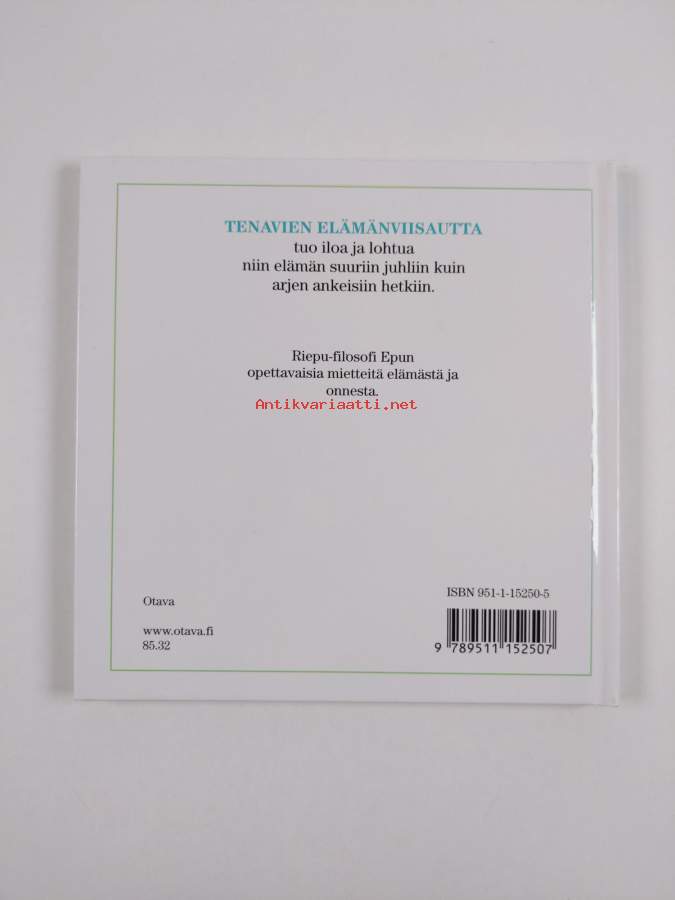 TENAVIEN ELÄMÄNVIISAUTTA
tuo iloa ja lohtua
niin elämän suuriin juhliin kuin
arjen ankeisiin hetkiin.
Riepu-filosofi Epun
opettavaisia mietteitä elämästä ja
onnesta.
Antikvariaatti.net
ISBN 951-1-15250-5
Otava
www.otava.fi
85.32
9 789511 152507